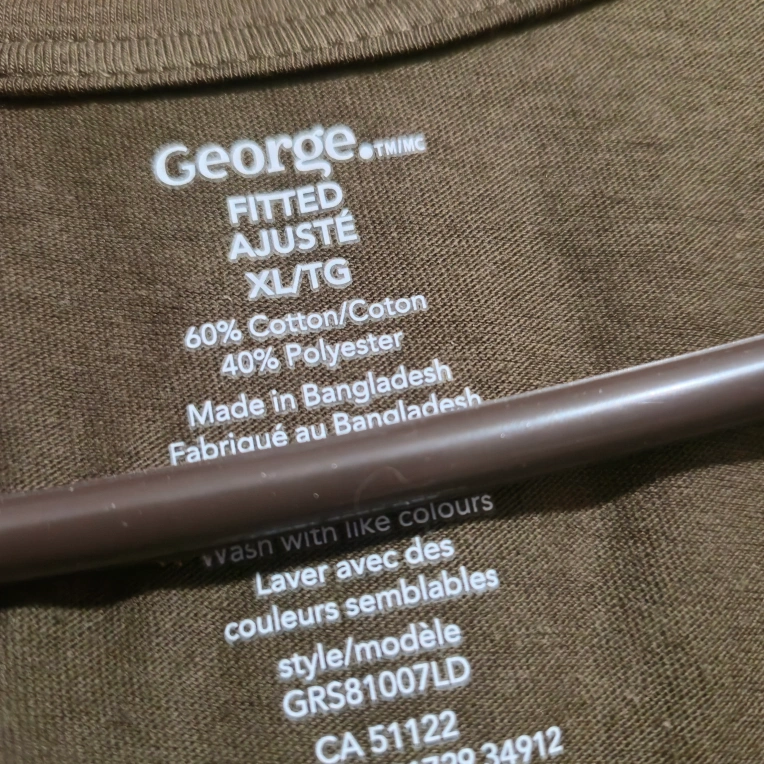 George.TM/MC
FITTED
AJUSTÉ
XL/TG
60% Cotton/Coton
40% Polyester
Made in Bangladesh
Fabriqué au Bangladesh
Wash with like colours
Laver avec des
couleurs semblables
style/modèle
GRS81007LD
CA 51122
34912